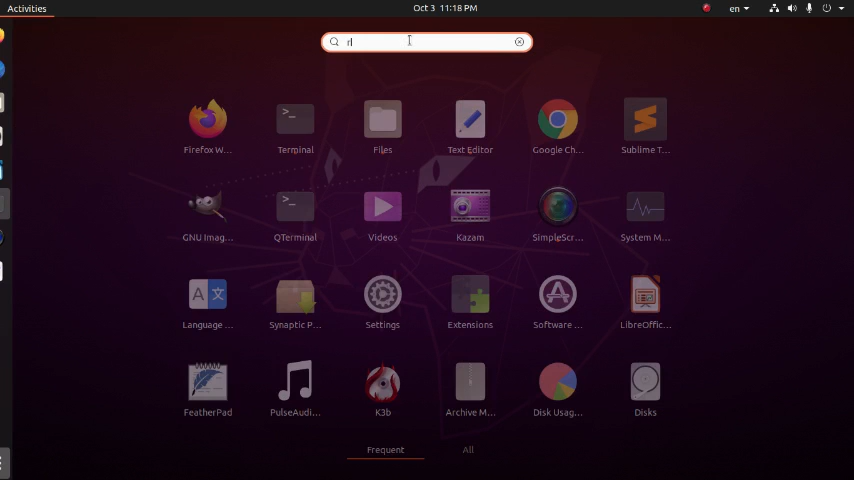 Activities
Oct 3 11:18 PM
en
r
Firefox W...
Terminal
Files
Text Editor
Google Ch...
Sublime T...
GNU Imag...
QTerminal
Videos
Kazam
SimpleScr...
System M...
Language ...
Synaptic P...
Settings
Extensions
Software ...
LibreOffic...
FeatherPad
PulseAudi...
K3b
Archive M...
Disk Usag...
Disks
Frequent
All